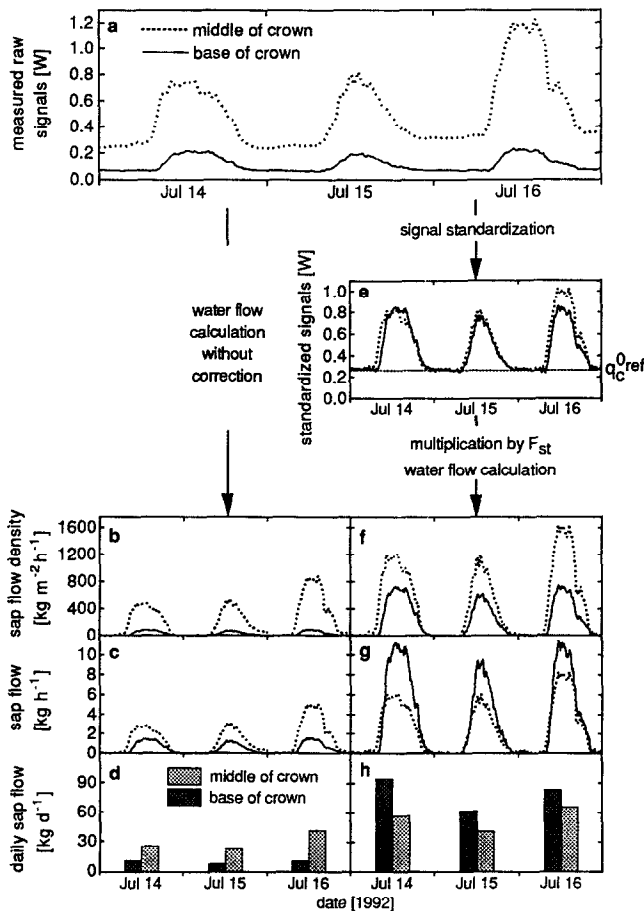 a
middle of crown
base of crown
measured raw
signals [W]
1.2
1.0
0.8
0.6
0.4
0.2
0.0
Jul 14
Jul 15
Jul 16
signal standardization
water flow
calculation
without
correction
e
standardized signals [W]
1.0
0.8
0.6
0.4
0.2
0.0
q_c^0 ref
Jul 14
Jul 15
Jul 16
multiplication by F_st
water flow calculation
b
f
sap flow density
[kg m⁻² h⁻¹]
1600
1200
800
400
0
c
g
sap flow
[kg h⁻¹]
10
8
6
4
2
0
d
h
middle of crown
base of crown
daily sap flow
[kg d⁻¹]
90
60
30
0
Jul 14
Jul 15
Jul 16
Jul 14
Jul 15
Jul 16
date [1992]